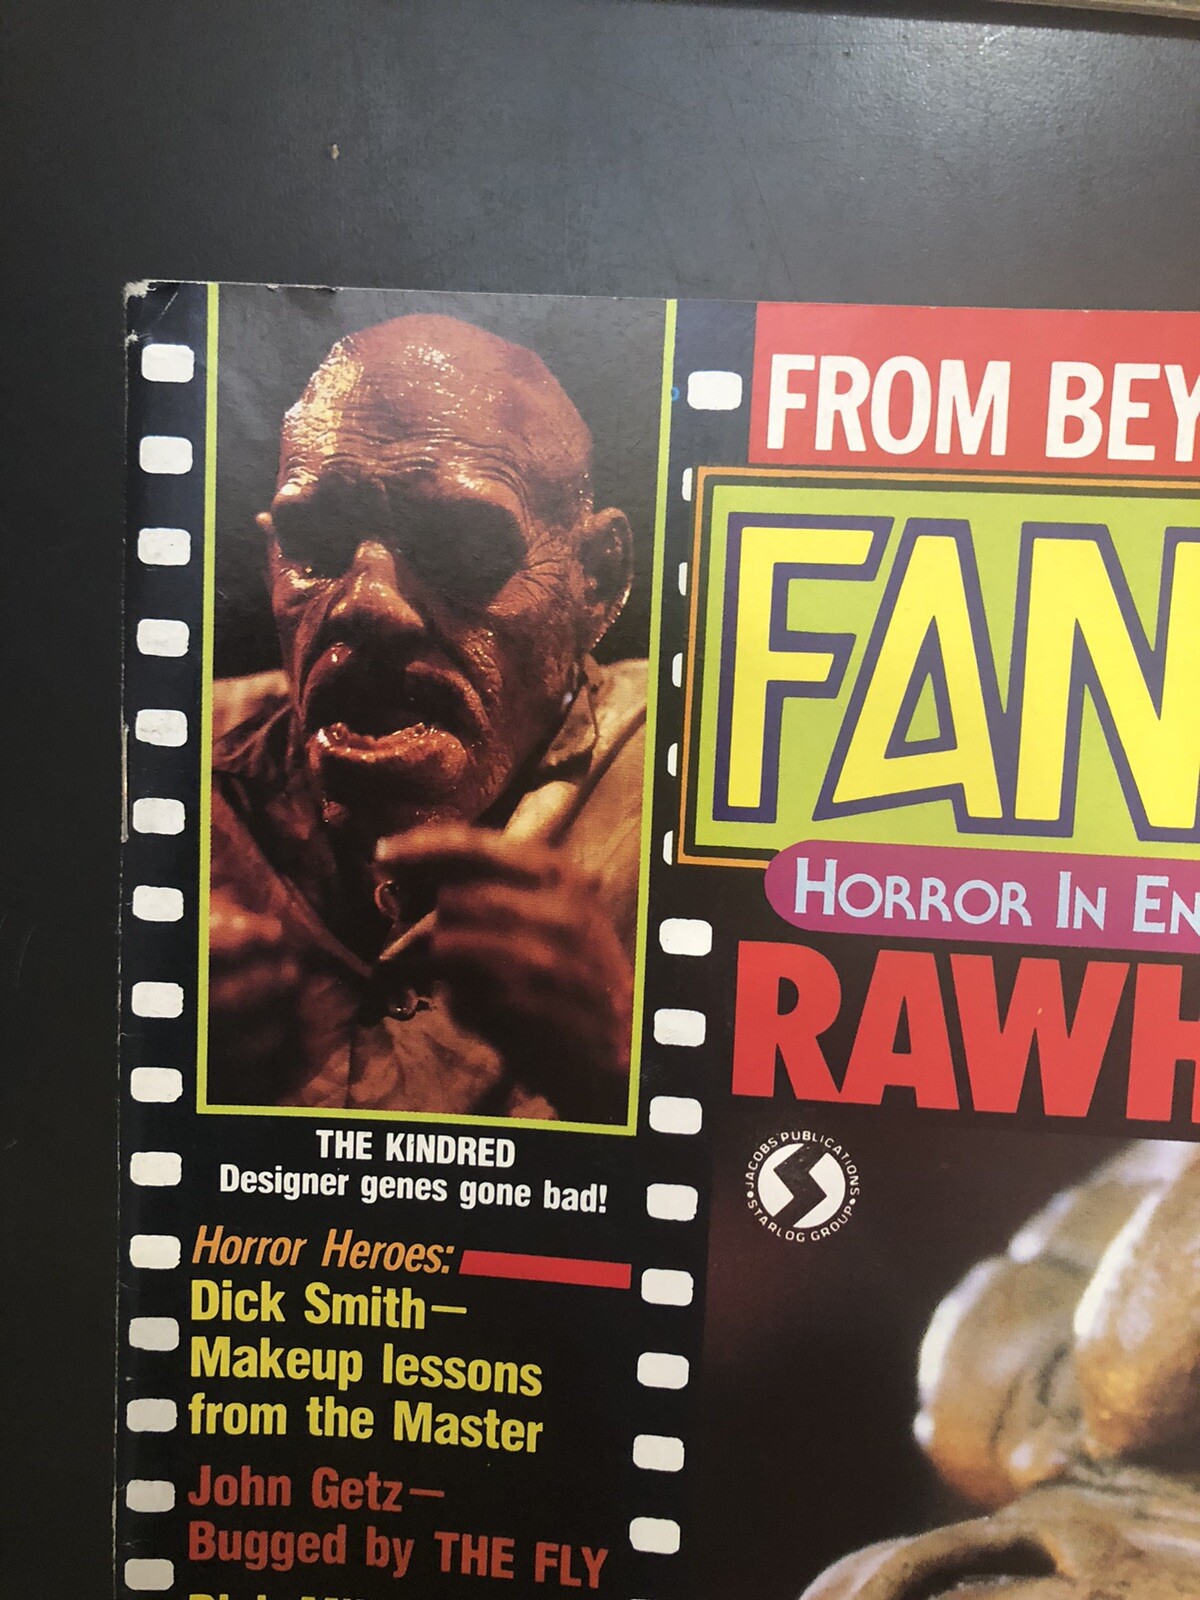 FROM BEY
FAN
HORROR IN EN
RAWH
JACOBS PUBLICATIONS
STARLOG GROUP
THE KINDRED
Designer genes gone bad!
Horror Heroes:
Dick Smith—
Makeup lessons
from the Master
John Getz—
Bugged by THE FLY